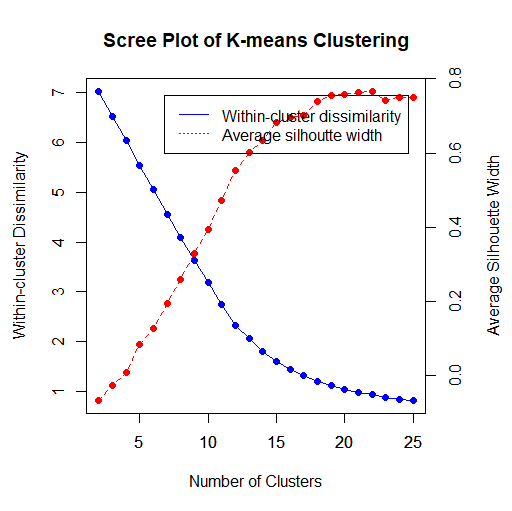 Scree Plot of K-means Clustering
Within-cluster dissimilarity
Average silhoutte width
7
6
5
4
3
2
1
Within-cluster Dissimilarity
0.8
0.6
0.4
0.2
0.0
Average Silhouette Width
5
10
15
20
25
Number of Clusters